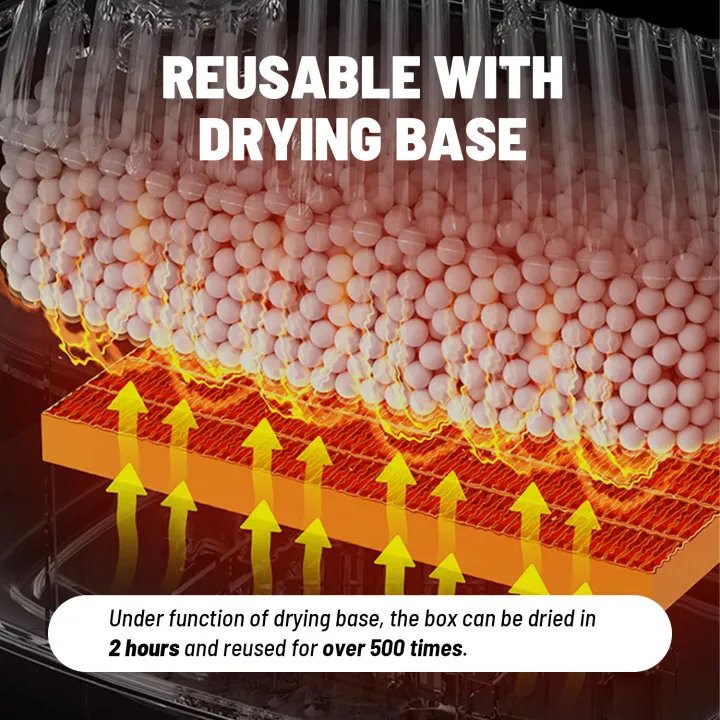 REUSABLE WITH
DRYING BASE
Under function of drying base, the box can be dried in
2 hours and reused for over 500 times.